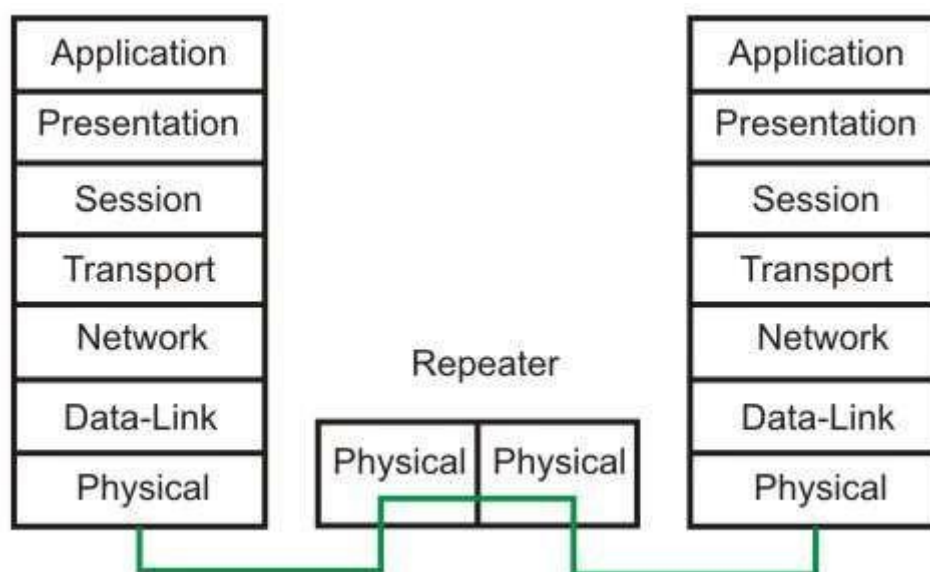 Application
Presentation
Session
Transport
Network
Data-Link
Physical
Repeater
Physical Physical
Application
Presentation
Session
Transport
Network
Data-Link
Physical